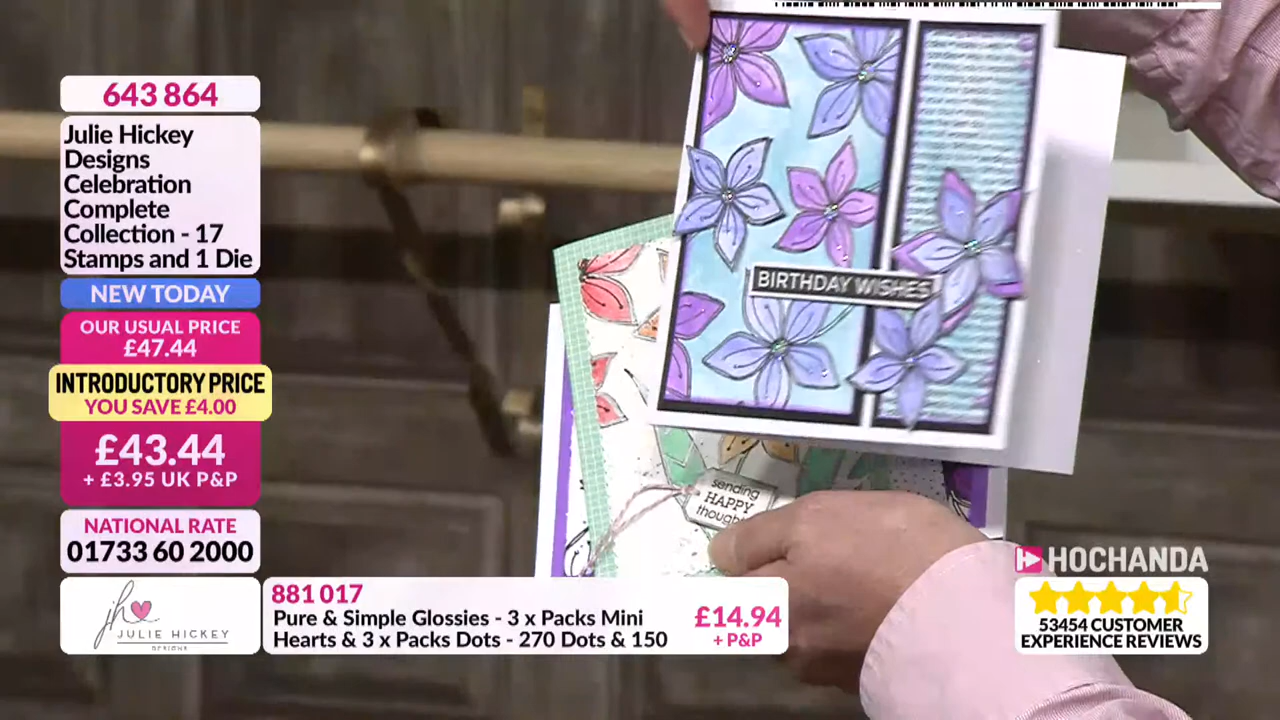 643 864
Julie Hickey
Designs
Celebration
Complete
Collection - 17
Stamps and 1 Die
NEW TODAY
OUR USUAL PRICE
£47.44
INTRODUCTORY PRICE
YOU SAVE £4.00
£43.44
+ £3.95 UK P&P
NATIONAL RATE
01733 60 2000
jh
JULIE HICKEY
DESIGNS
881 017
Pure & Simple Glossies - 3 x Packs Mini
Hearts & 3 x Packs Dots - 270 Dots & 150
£14.94
+ P&P
BIRTHDAY WISHES
sending
HAPPY
HOCHANDA
53454 CUSTOMER
EXPERIENCE REVIEWS